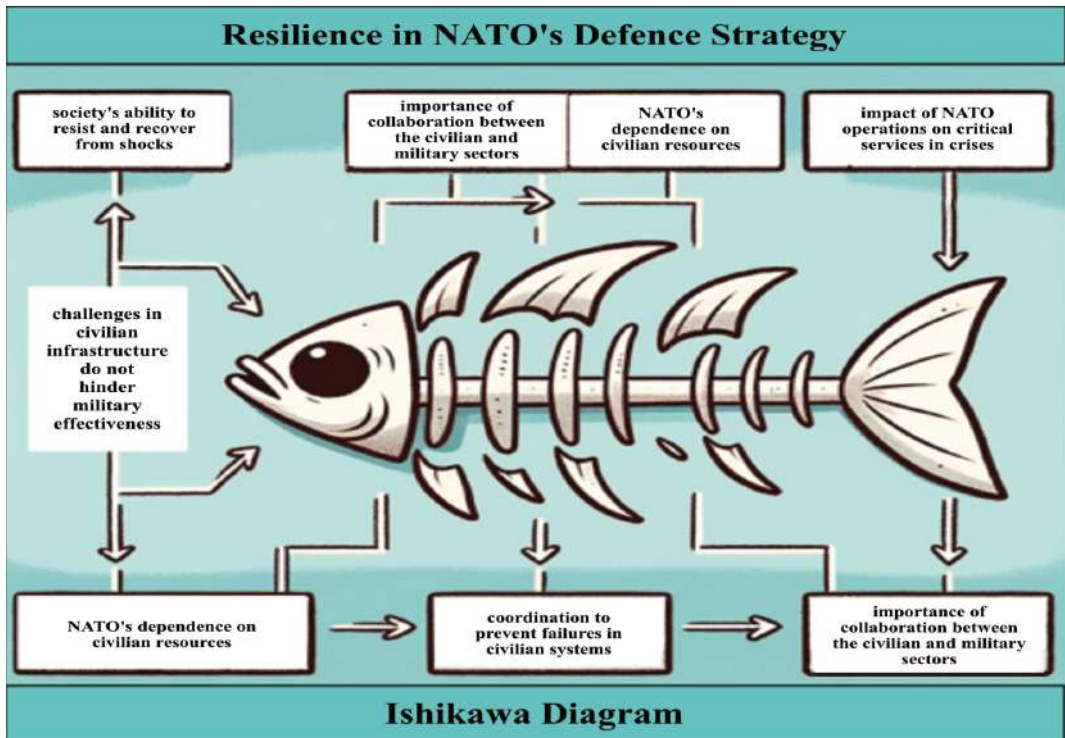 Resilience in NATO's Defence Strategy
society's ability to
resist and recover
from shocks
importance of
collaboration between
the civilian and
military sectors
NATO's
dependence on
civilian resources
impact of NATO
operations on critical
services in crises
challenges in
civilian
infrastructure
do not
hinder
military
effectiveness
NATO's dependence on
civilian resources
coordination to
prevent failures in
civilian systems
importance of
collaboration between
the civilian and military
sectors
Ishikawa Diagram